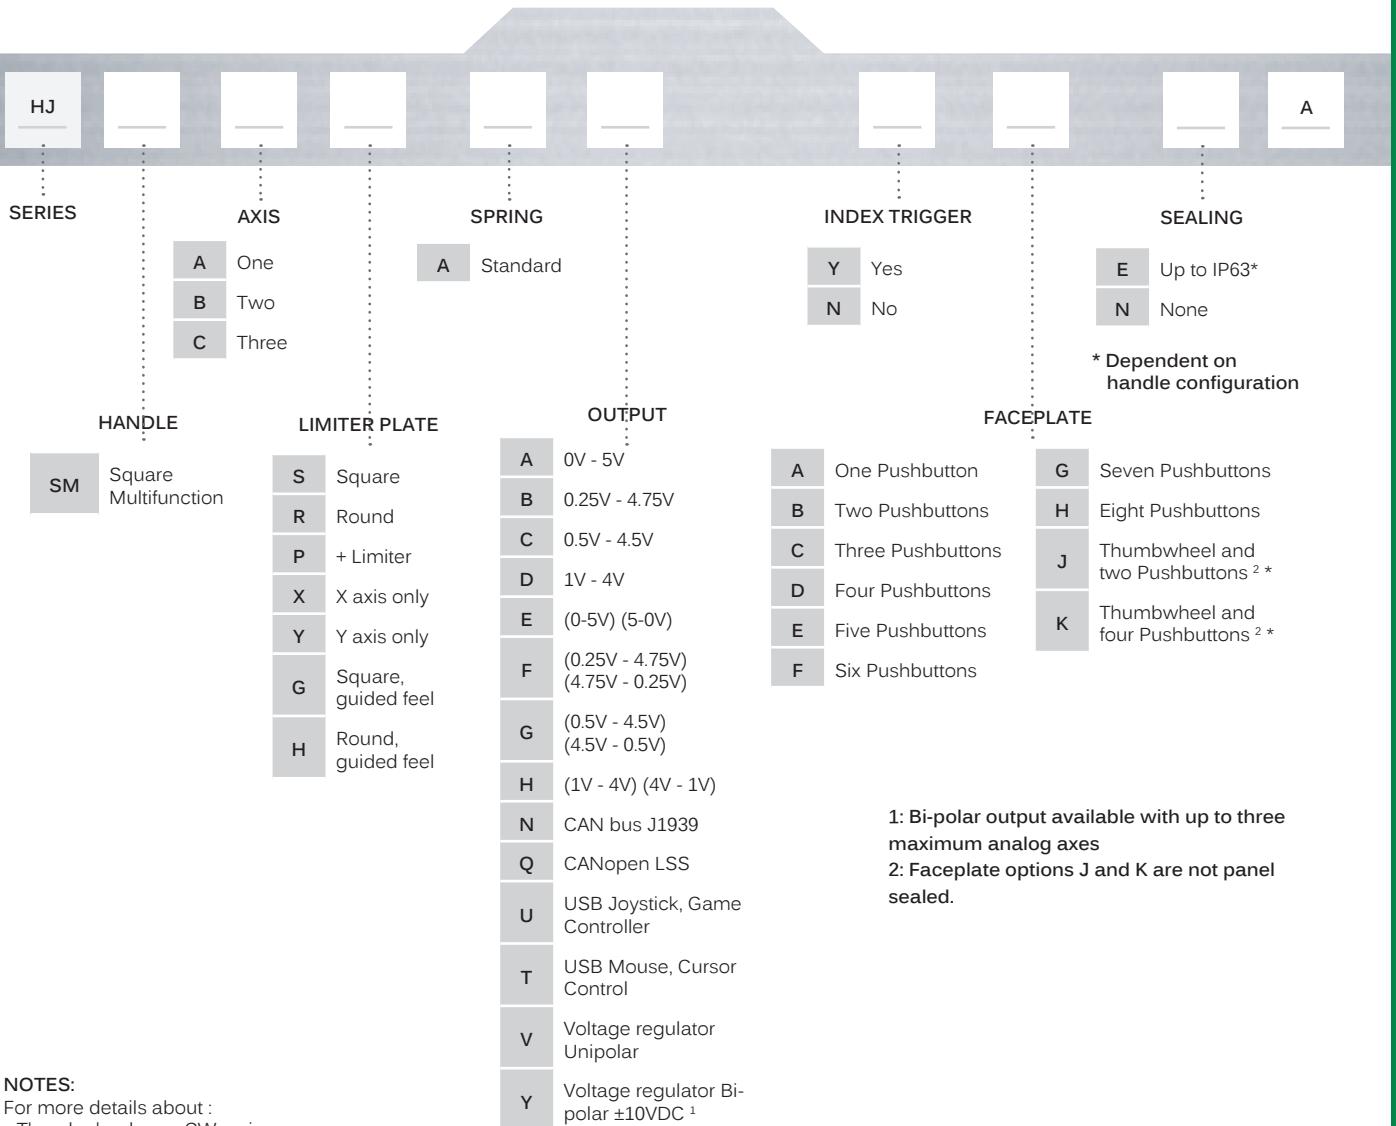 HJ
A
SERIES
AXIS
A One
B Two
C Three
SPRING
A Standard
INDEX TRIGGER
Y Yes
N No
SEALING
E Up to IP63*
N None
* Dependent on
handle configuration
HANDLE
SM Square
Multifunction
LIMITER PLATE
S Square
R Round
P + Limiter
X X axis only
Y Y axis only
G Square,
guided feel
H Round,
guided feel
OUTPUT
A 0V - 5V
B 0.25V - 4.75V
C 0.5V - 4.5V
D 1V - 4V
E (0-5V) (5-0V)
F (0.25V - 4.75V)
(4.75V - 0.25V)
G (0.5V - 4.5V)
(4.5V - 0.5V)
H (1V - 4V) (4V - 1V)
N CAN bus J1939
Q CANopen LSS
U USB Joystick, Game
Controller
T USB Mouse, Cursor
Control
V Voltage regulator
Unipolar
Y Voltage regulator Bi-
polar ±10VDC ¹
FACEPLATE
A One Pushbutton
B Two Pushbuttons
C Three Pushbuttons
D Four Pushbuttons
E Five Pushbuttons
F Six Pushbuttons
G Seven Pushbuttons
H Eight Pushbuttons
J Thumbwheel and
two Pushbuttons ² *
K Thumbwheel and
four Pushbuttons ² *
1: Bi-polar output available with up to three
maximum analog axes
2: Faceplate options J and K are not panel
sealed.
NOTES:
For more details about :